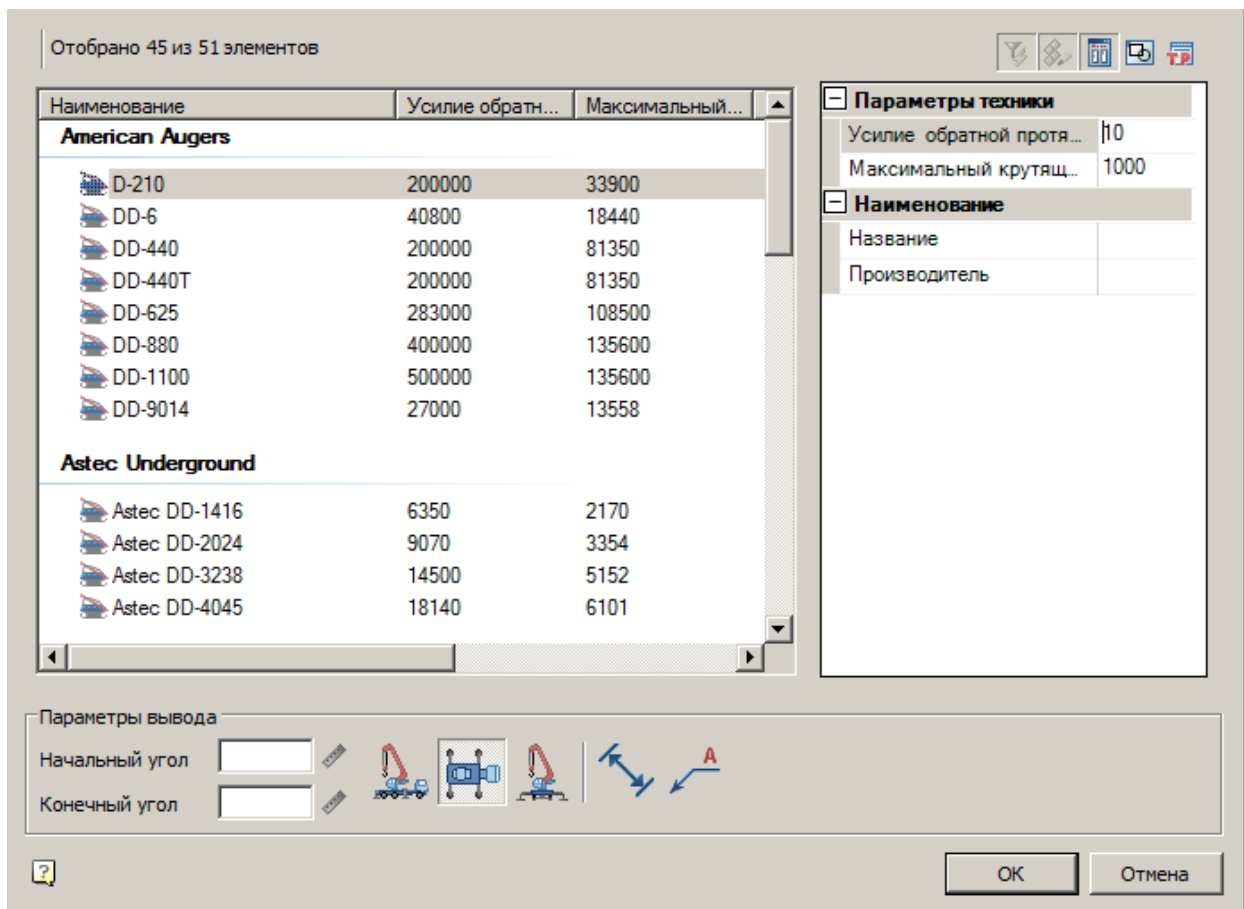 Отобрано 45 из 51 элементов
T.P.
Наименование Усилие обратн... Максимальный...
American Augers
D-210 200000 33900
DD-6 40800 18440
DD-440 200000 81350
DD-440T 200000 81350
DD-625 283000 108500
DD-880 400000 135600
DD-1100 500000 135600
DD-9014 27000 13558
Astec Underground
Astec DD-1416 6350 2170
Astec DD-2024 9070 3354
Astec DD-3238 14500 5152
Astec DD-4045 18140 6101
Параметры техники
Усилие обратной протя... 10
Максимальный крутящ... 1000
Наименование
Название
Производитель
Параметры вывода
Начальный угол
Конечный угол
A
?
OK Отмена